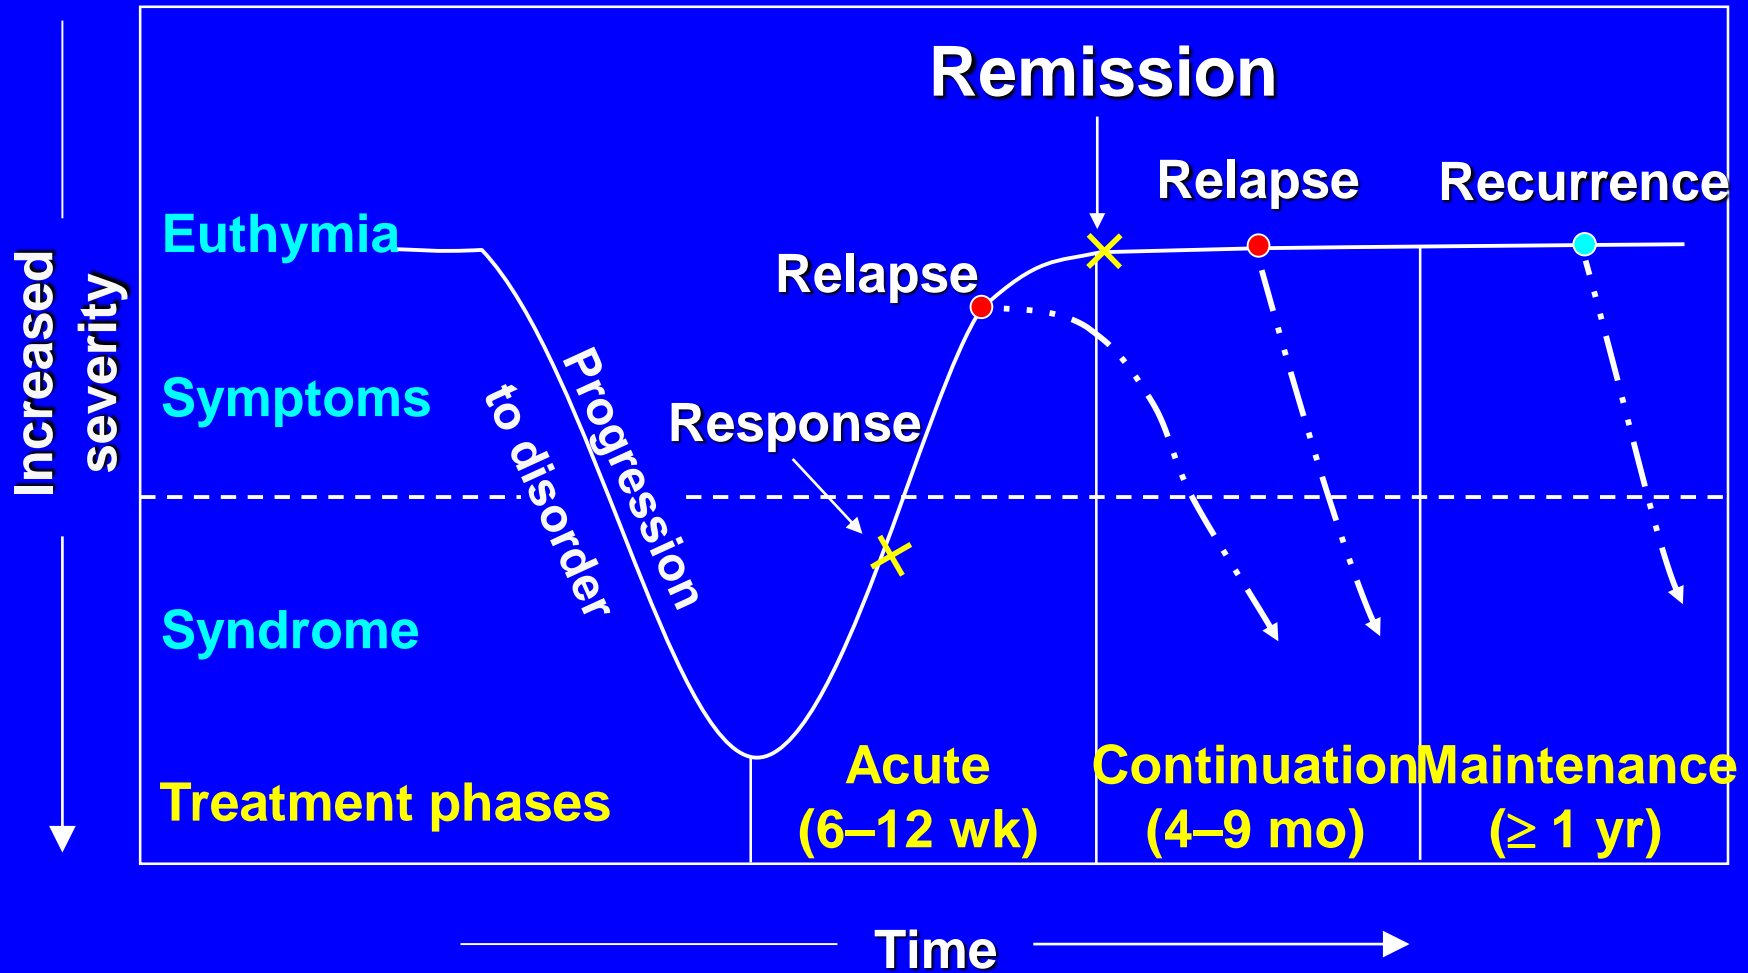 Remission
Relapse
Recurrence
Euthymia
Relapse
Increased
severity
Symptoms
Progression
to disorder
Response
Syndrome
Treatment phases
Acute
(6–12 wk)
Continuation
(4–9 mo)
Maintenance
(≥ 1 yr)
Time